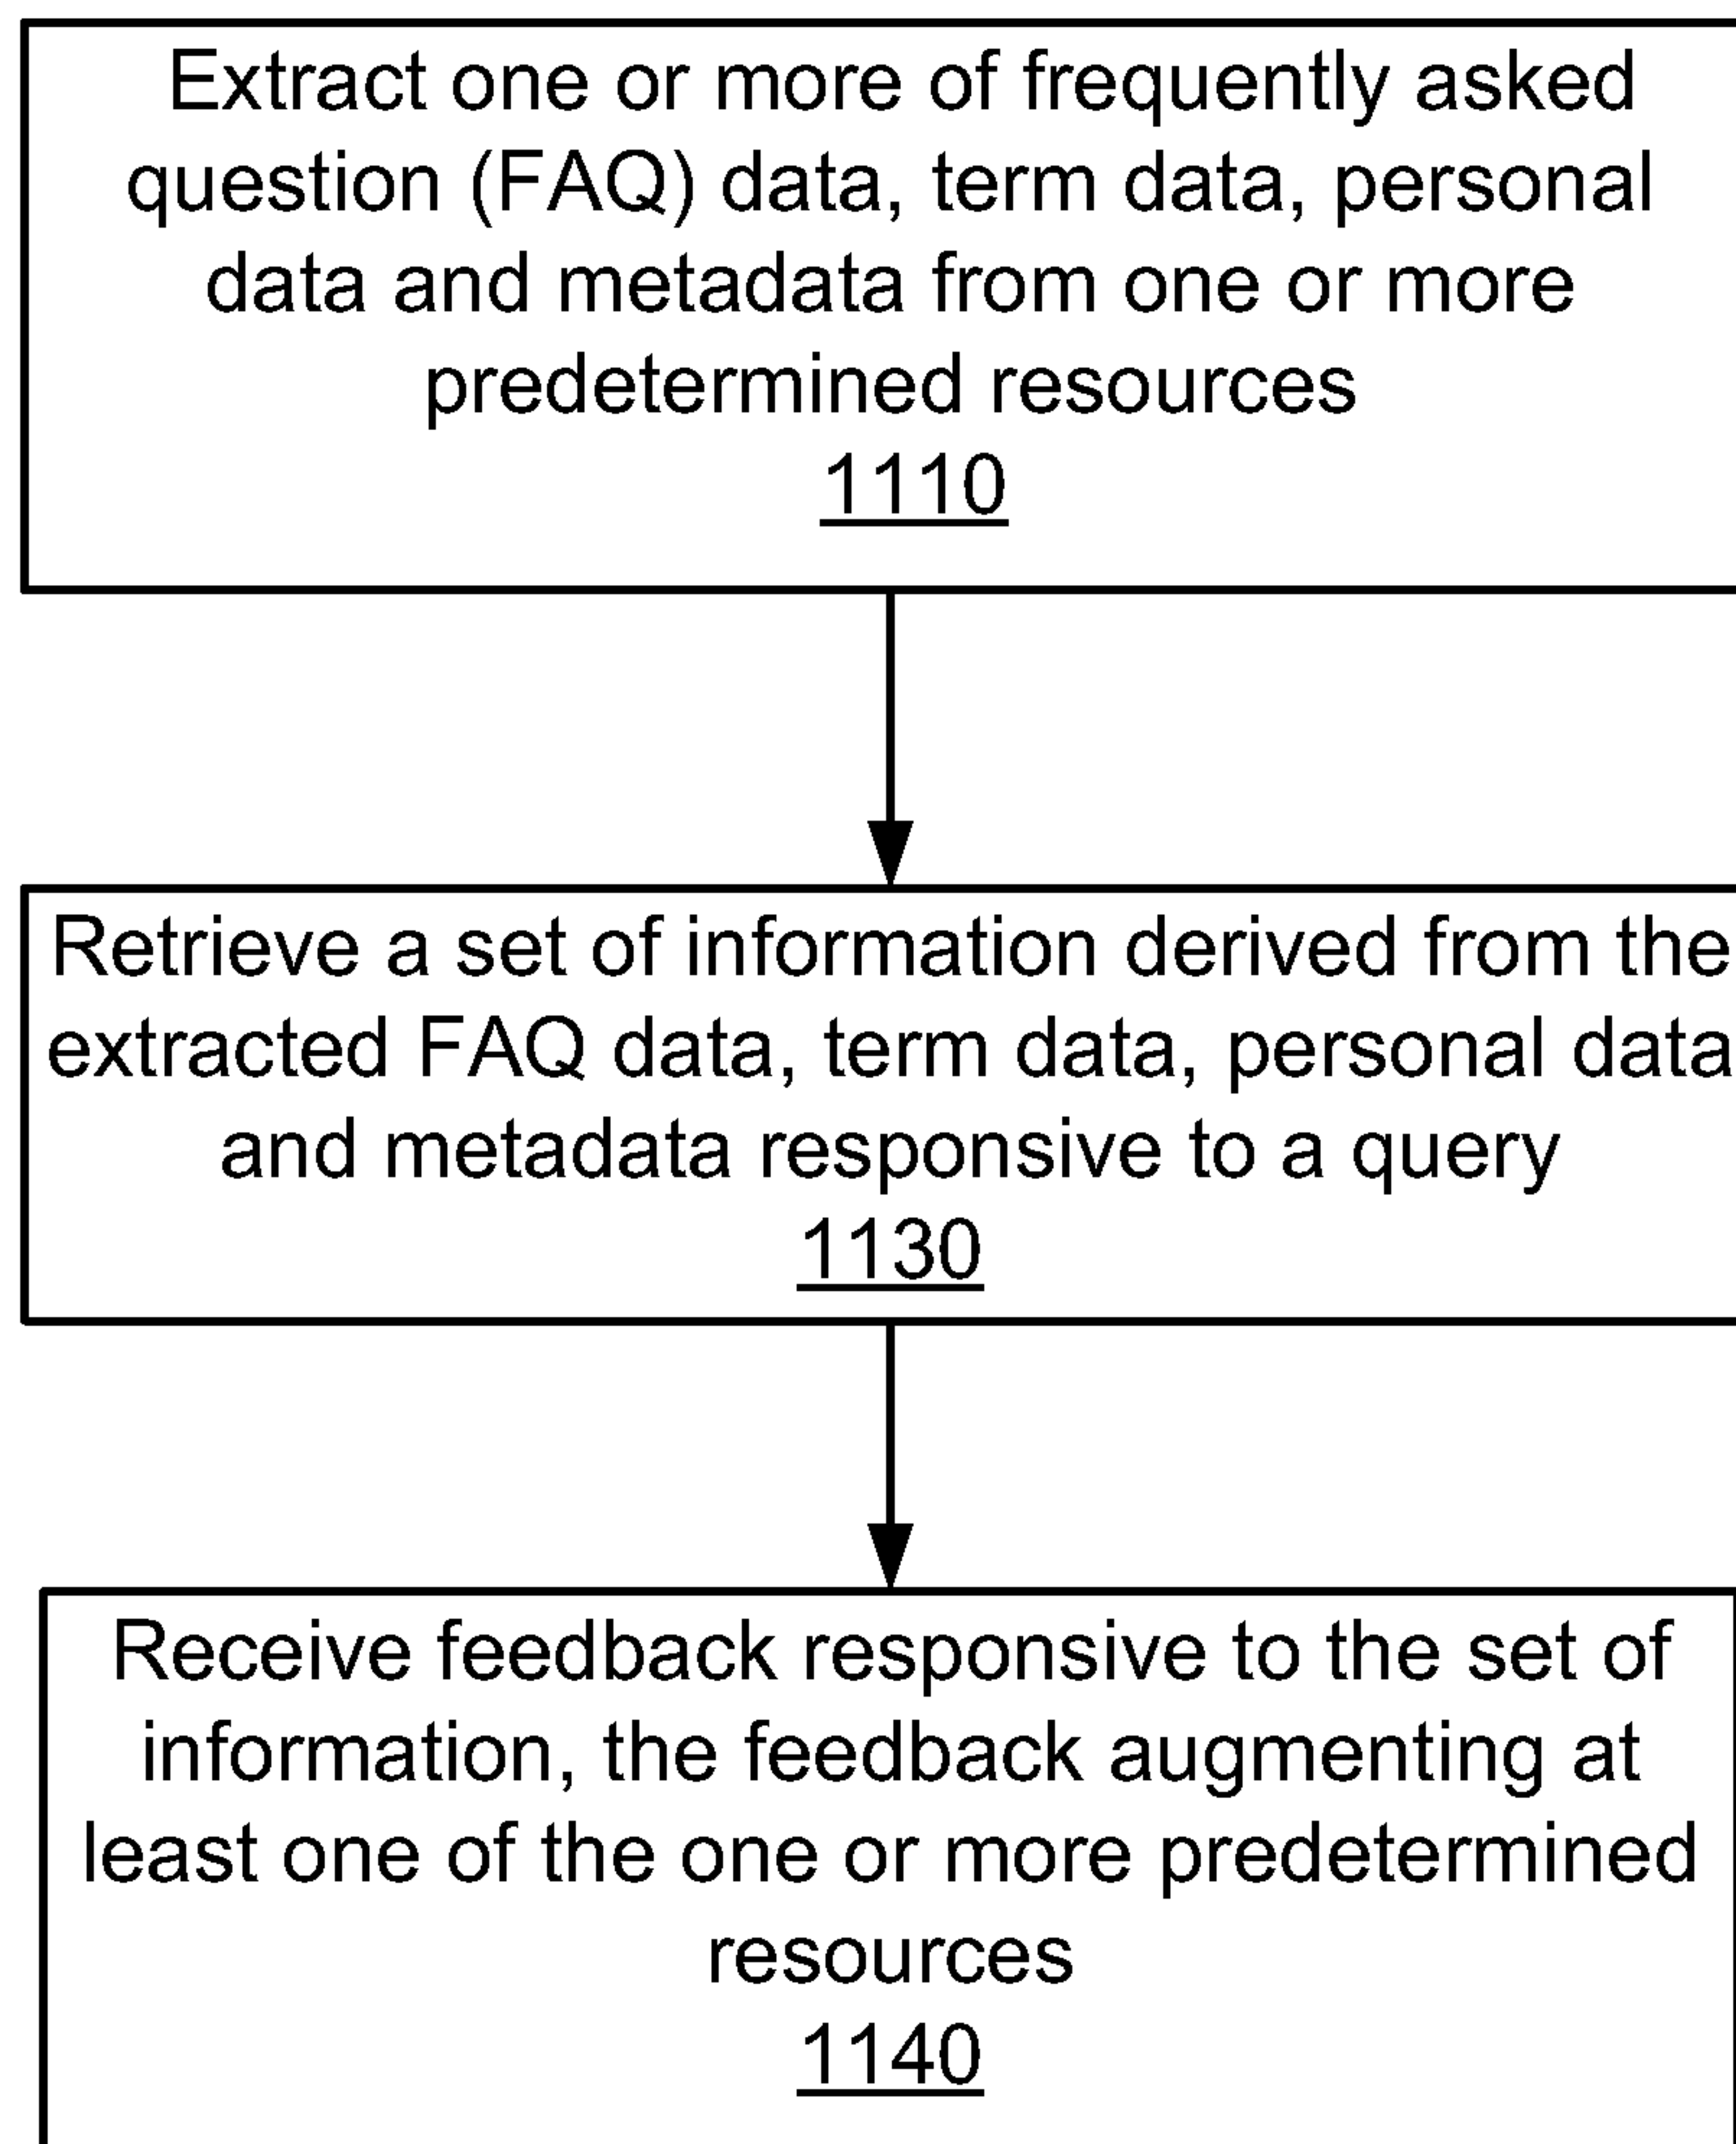 Extract one or more of frequently asked
question (FAQ) data, term data, personal
data and metadata from one or more
predetermined resources
1110
Retrieve a set of information derived from the
extracted FAQ data, term data, personal data
and metadata responsive to a query
1130
Receive feedback responsive to the set of
information, the feedback augmenting at
least one of the one or more predetermined
resources
1140